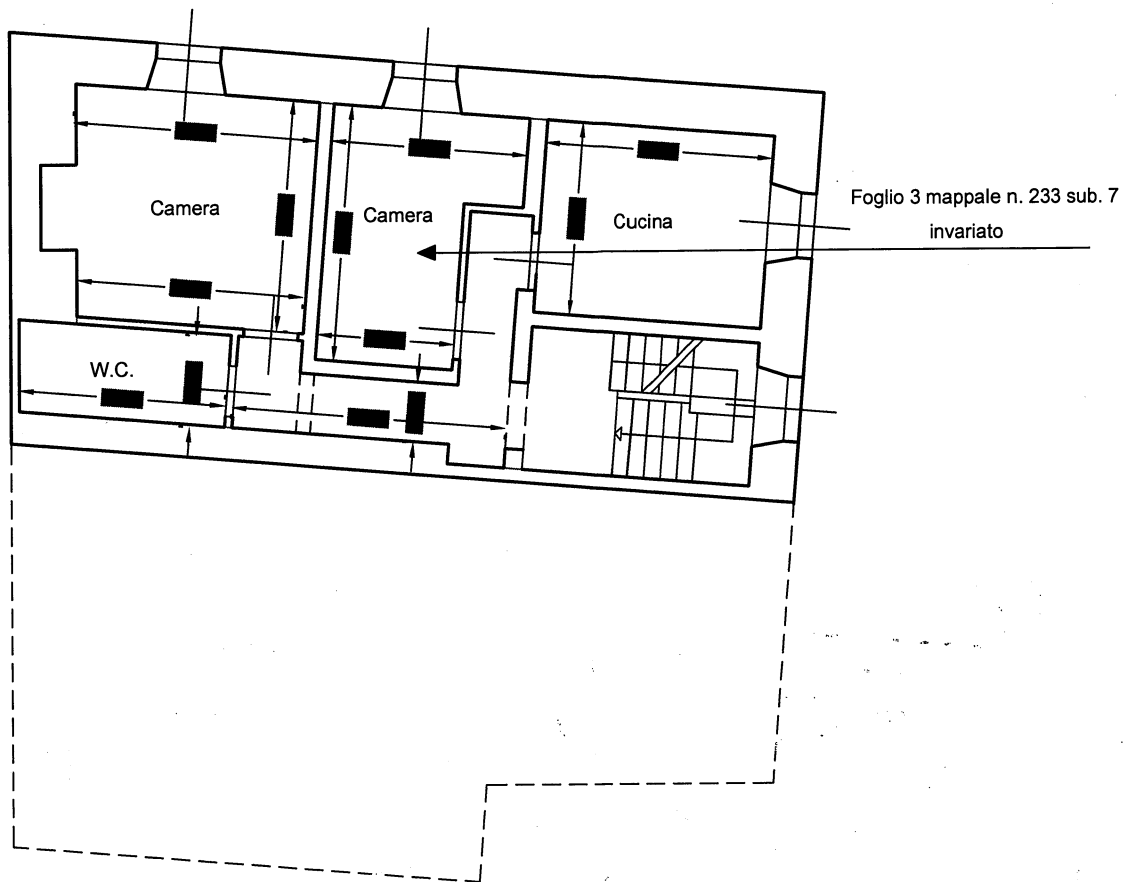 Camera
Camera
Cucina
Foglio 3 mappale n. 233 sub. 7
invariato
W.C.